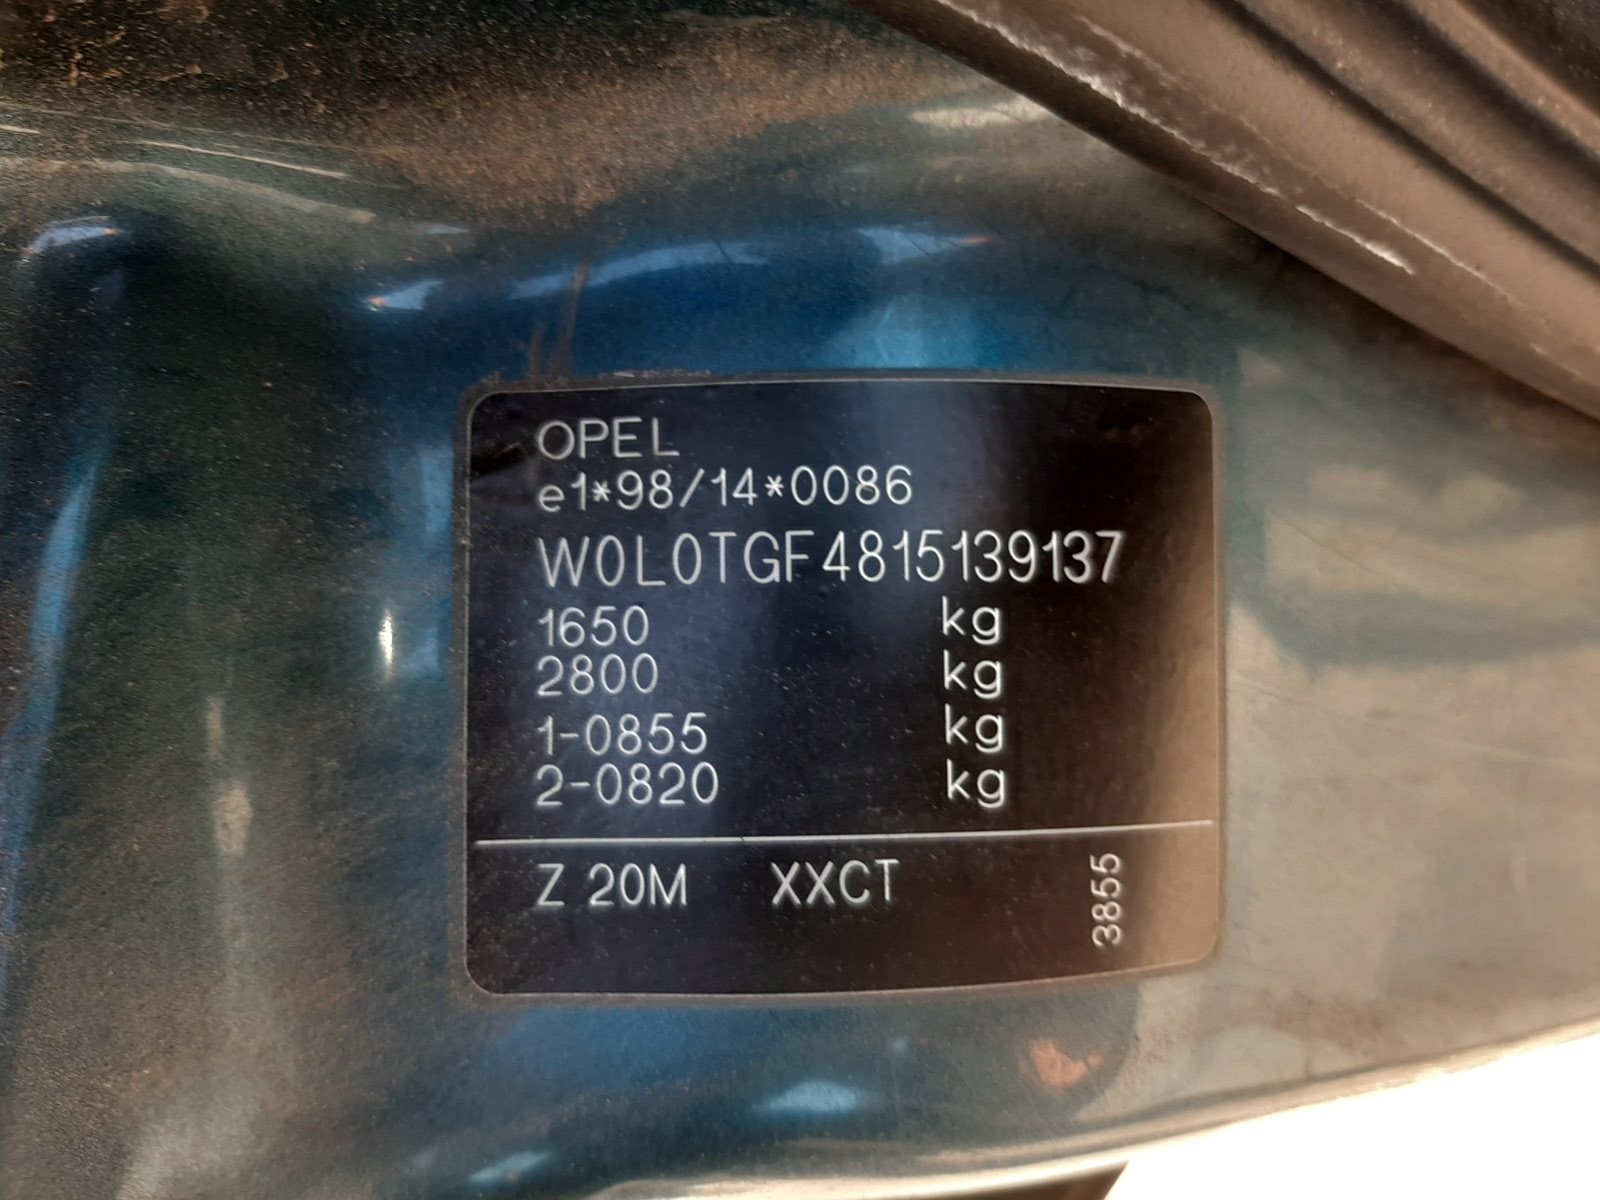 OPEL
e1*98/14*0086
W0L0TGF4815139137
1650 kg
2800 kg
1-0855 kg
2-0820 kg
Z 20M XXCT
3855